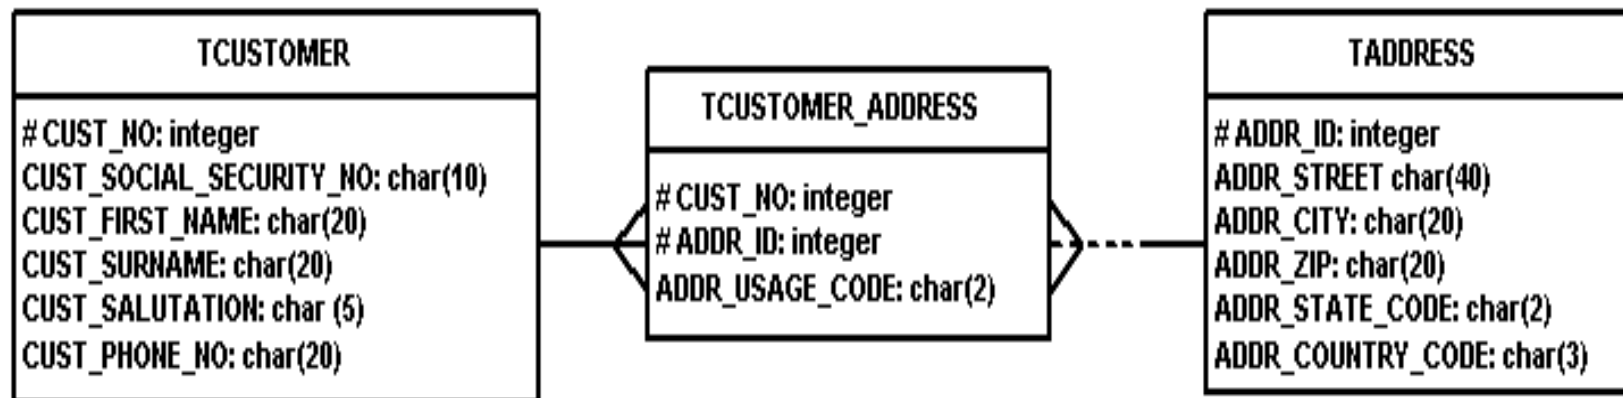 TCUSTOMER
# CUST_NO: integer
CUST_SOCIAL_SECURITY_NO: char(10)
CUST_FIRST_NAME: char(20)
CUST_SURNAME: char(20)
CUST_SALUTATION: char (5)
CUST_PHONE_NO: char(20)
TCUSTOMER_ADDRESS
# CUST_NO: integer
# ADDR_ID: integer
ADDR_USAGE_CODE: char(2)
TADDRESS
# ADDR_ID: integer
ADDR_STREET char(40)
ADDR_CITY: char(20)
ADDR_ZIP: char(20)
ADDR_STATE_CODE: char(2)
ADDR_COUNTRY_CODE: char(3)